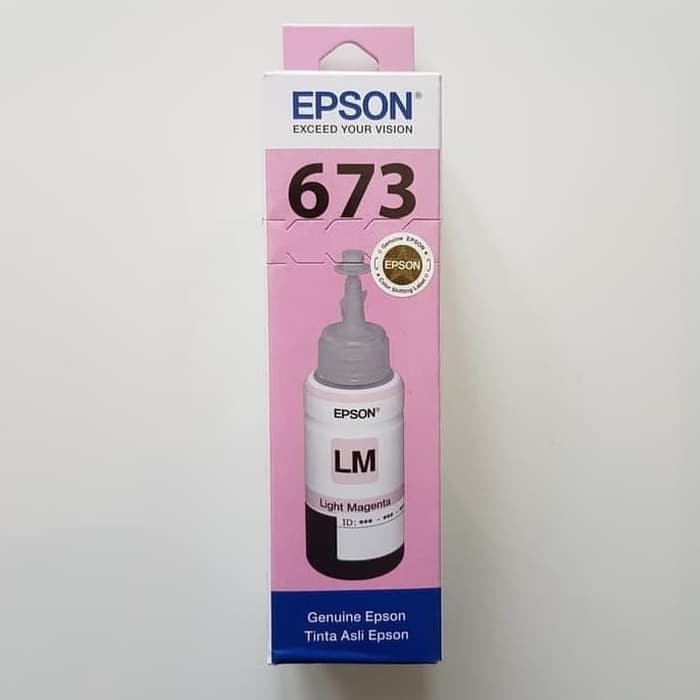 EPSON®
EXCEED YOUR VISION
673
Genuine EPSON
EPSON
Color Shifting Label
EPSON®
LM
Light Magenta
ID: *** - *** - **
Genuine Epson
Tinta Asli Epson